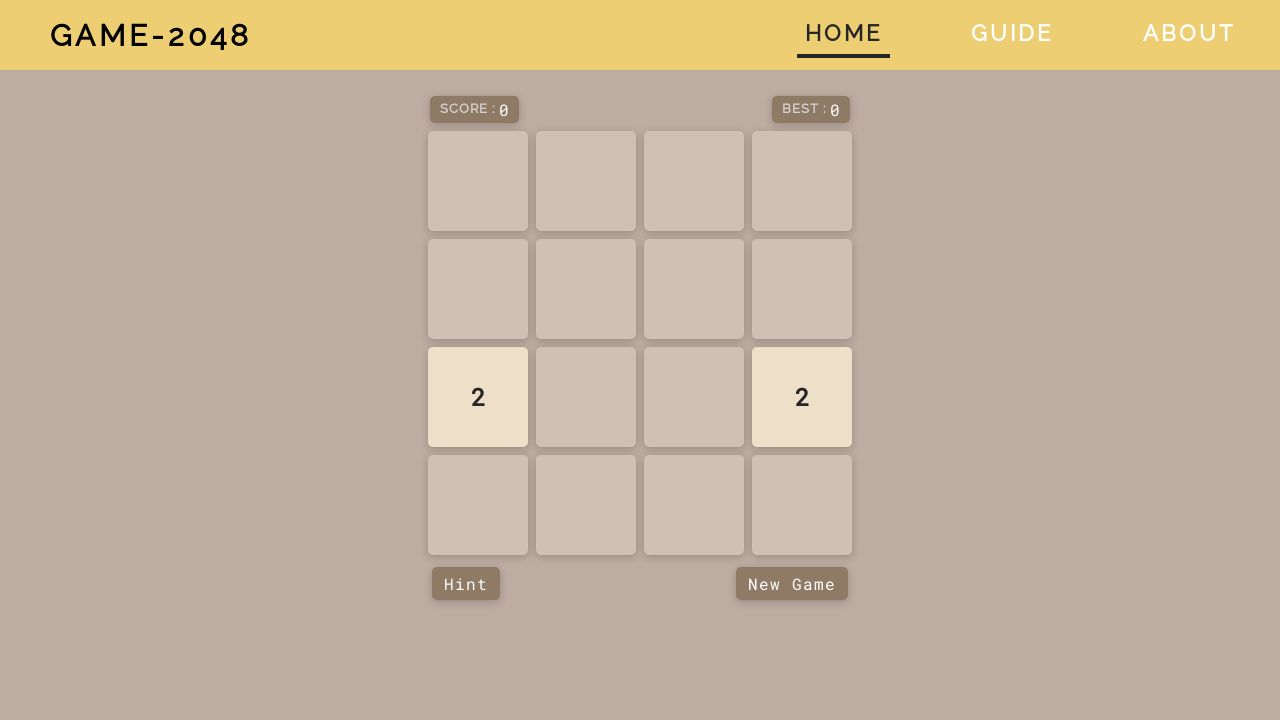 GAME-2048
HOME GUIDE ABOUT
SCORE : 0
BEST : 0
2 2
Hint
New Game